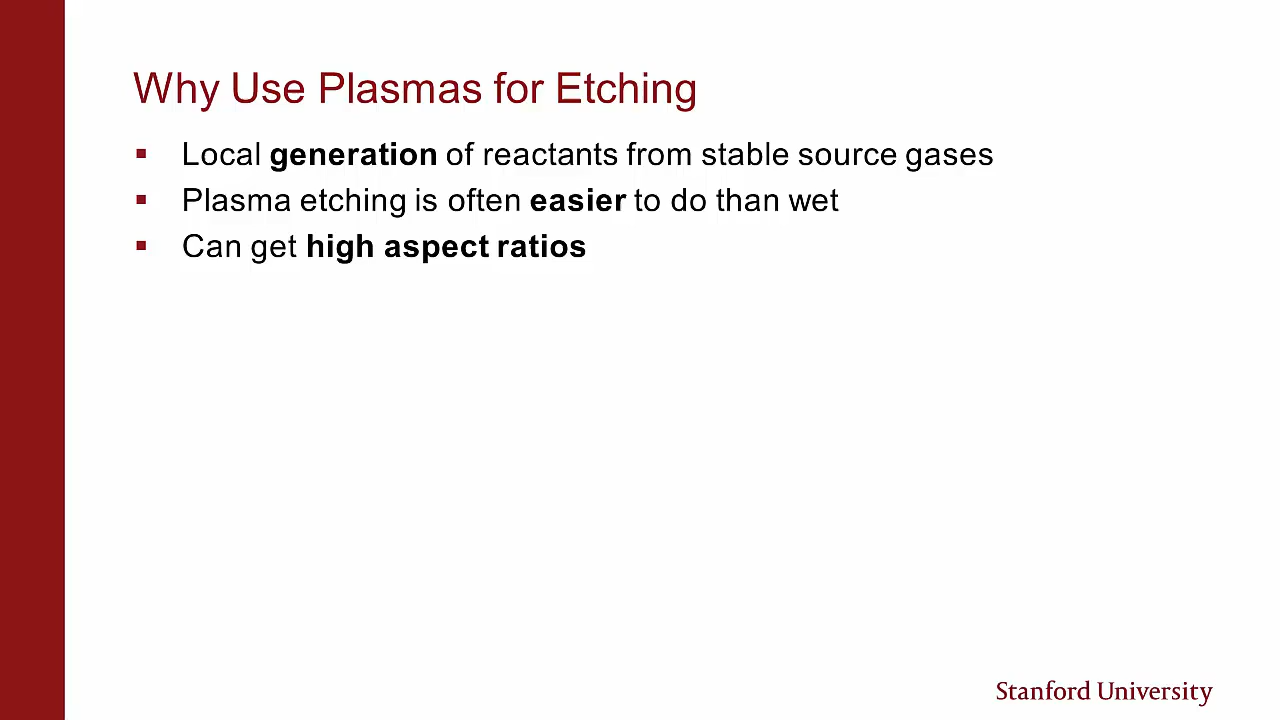 Why Use Plasmas for Etching
▪ Local generation of reactants from stable source gases
▪ Plasma etching is often easier to do than wet
▪ Can get high aspect ratios
Stanford University